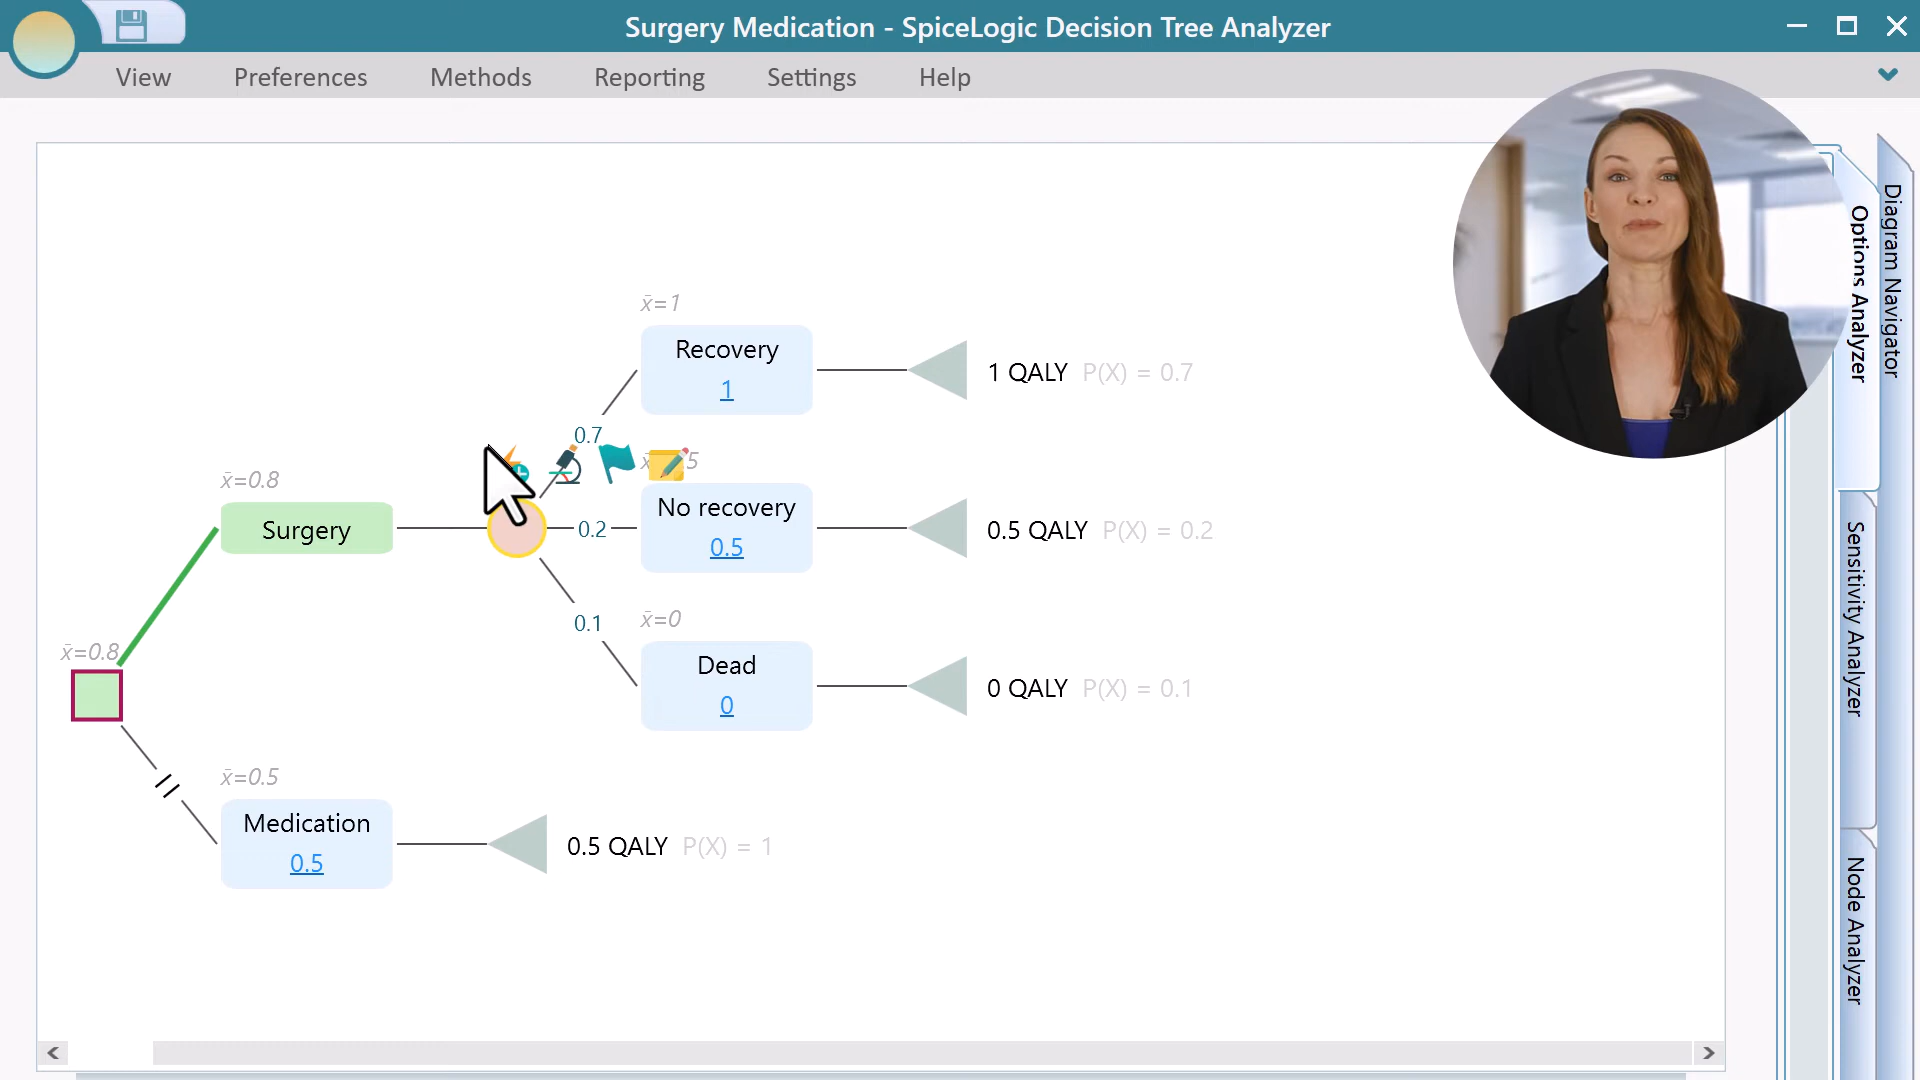 Surgery Medication - SpiceLogic Decision Tree Analyzer
View Preferences Methods Reporting Settings Help
Diagram Navigator
Options Analyzer
Sensitivity Analyzer
Node Analyzer
x̄=1
Recovery
1
1 QALY P(X) = 0.7
0.7
5
x̄=0.8
Surgery
0.2
No recovery
0.5
0.5 QALY P(X) = 0.2
0.1
x̄=0
Dead
0
0 QALY P(X) = 0.1
x̄=0.8
x̄=0.5
Medication
0.5
0.5 QALY P(X) = 1